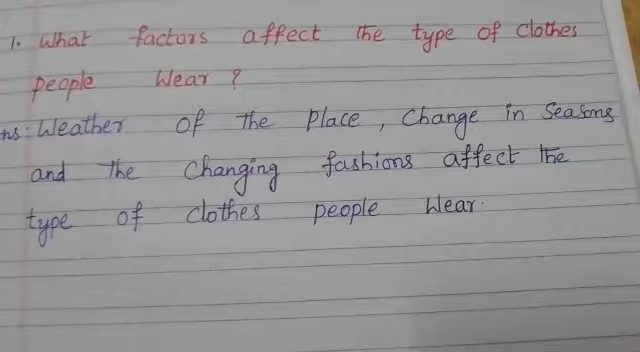 1. What factors affect the type of clothes
people Wear ?
ns: Weather of the place, Change in Seasons
and the Changing fashions affect the
type of clothes people Wear.